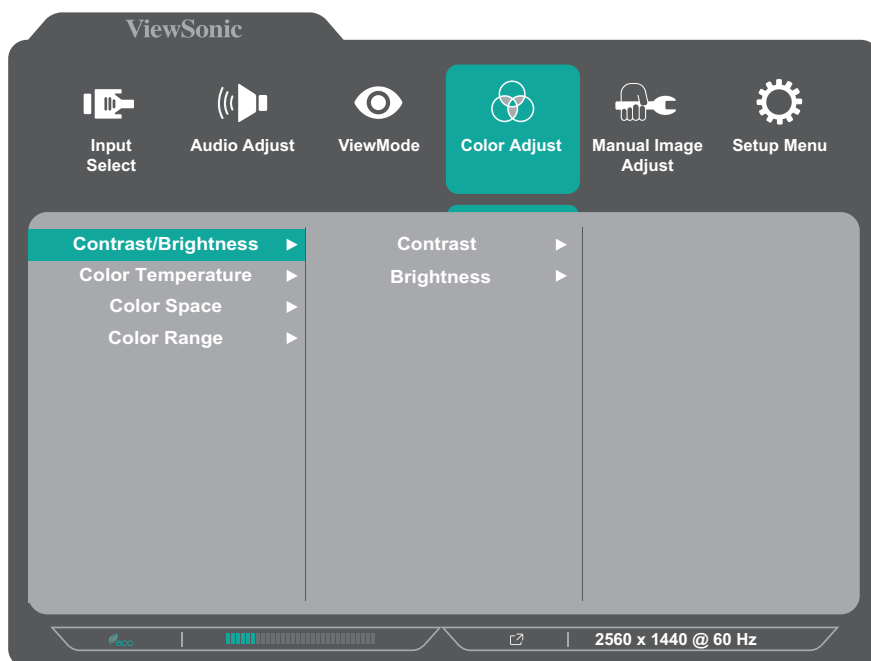 ViewSonic
Input
Select
Audio Adjust
ViewMode
Color Adjust
Manual Image
Adjust
Setup Menu
Contrast/Brightness
Color Temperature
Color Space
Color Range
Contrast
Brightness
eco
2560 x 1440 @ 60 Hz